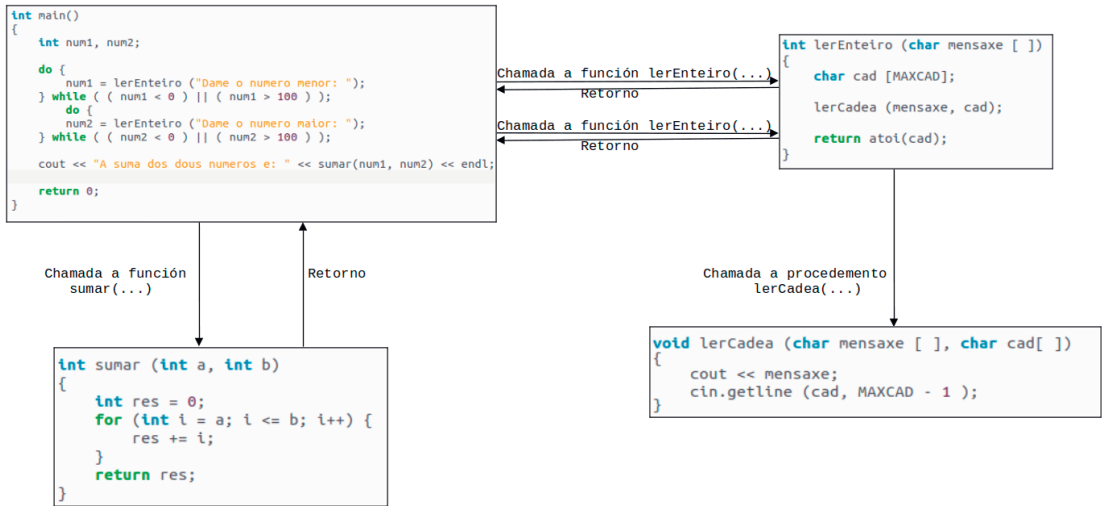 int main()
{
    int num1, num2;

    do {
        num1 = lerEnteiro ("Dame o numero menor: ");
    } while ( ( num1 < 0 ) || ( num1 > 100 ) );
        do {
        num2 = lerEnteiro ("Dame o numero maior: ");
    } while ( ( num2 < 0 ) || ( num2 > 100 ) );

    cout << "A suma dos dous numeros e: " << sumar(num1, num2) << endl;

    return 0;
}
Chamada a función lerEnteiro(...)
Retorno
Chamada a función lerEnteiro(...)
Retorno
int lerEnteiro (char mensaxe [ ])
{
    char cad [MAXCAD];

    lerCadea (mensaxe, cad);

    return atoi(cad);
}
Chamada a función
sumar(...)
Retorno
Chamada a procedemento
lerCadea(...)
int sumar (int a, int b)
{
    int res = 0;
    for (int i = a; i <= b; i++) {
        res += i;
    }
    return res;
}
void lerCadea (char mensaxe [ ], char cad[ ])
{
    cout << mensaxe;
    cin.getline (cad, MAXCAD - 1 );
}